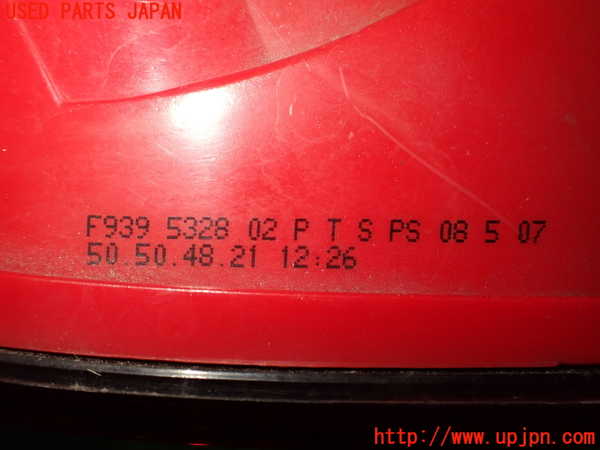 USED PARTS JAPAN
F939 5328 02 P T S PS 08 5 07
50 50.48.21 12:26
http://www.upjpn.com/